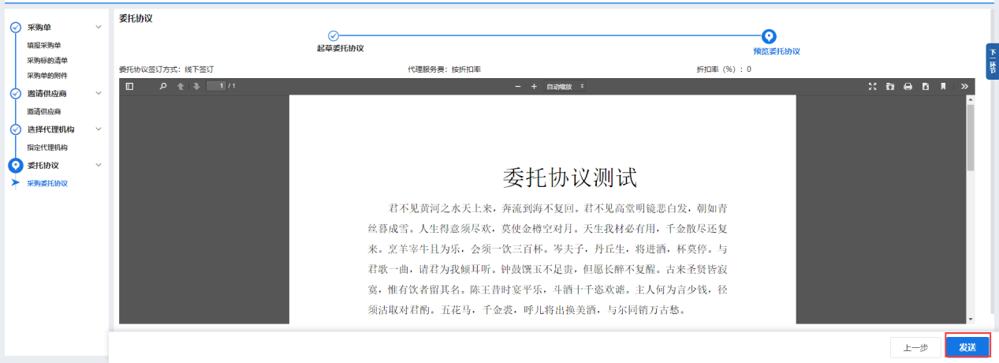 采购单
填报采购单
采购标的清单
采购单的附件
邀请供应商
邀请供应商
选择代理机构
指定代理机构
委托协议
采购委托协议
委托协议
起草委托协议
预览委托协议
委托协议签订方式：线下签订
代理服务费：按折扣率
折扣率（%）：0
1 / 1
自动缩放
委托协议测试
君不见黄河之水天上来，奔流到海不复回。君不见高堂明镜悲白发，朝如青
丝暮成雪。人生得意须尽欢，莫使金樽空对月。天生我材必有用，千金散尽还复
来。烹羊宰牛且为乐，会须一饮三百杯。岑夫子，丹丘生，将进酒，杯莫停。与
君歌一曲，请君为我倾耳听。钟鼓馔玉不足贵，但愿长醉不复醒。古来圣贤皆寂
寞，惟有饮者留其名。陈王昔时宴平乐，斗酒十千恣欢谑。主人何为言少钱，径
须沽取对君酌。五花马，千金裘，呼儿将出换美酒，与尔同销万古愁。
下一环节
上一步
发送